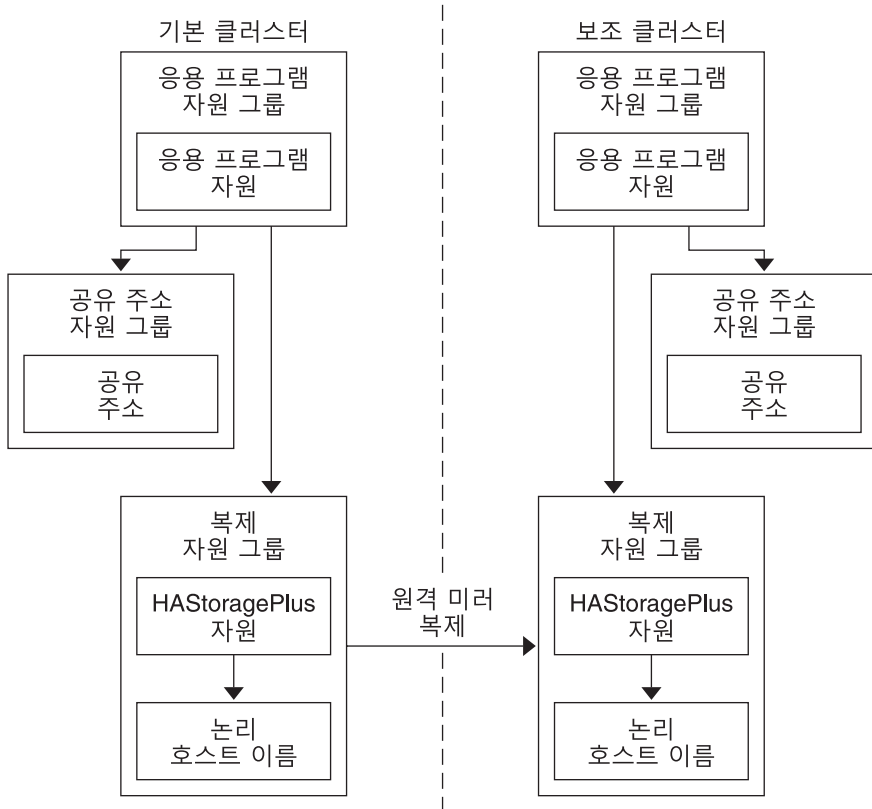 기본 클러스터
응용 프로그램
자원 그룹
응용 프로그램
자원
공유 주소
자원 그룹
공유
주소
복제
자원 그룹
HAStoragePlus
자원
논리
호스트 이름
원격 미러
복제
보조 클러스터
응용 프로그램
자원 그룹
응용 프로그램
자원
공유 주소
자원 그룹
공유
주소
복제
자원 그룹
HAStoragePlus
자원
논리
호스트 이름